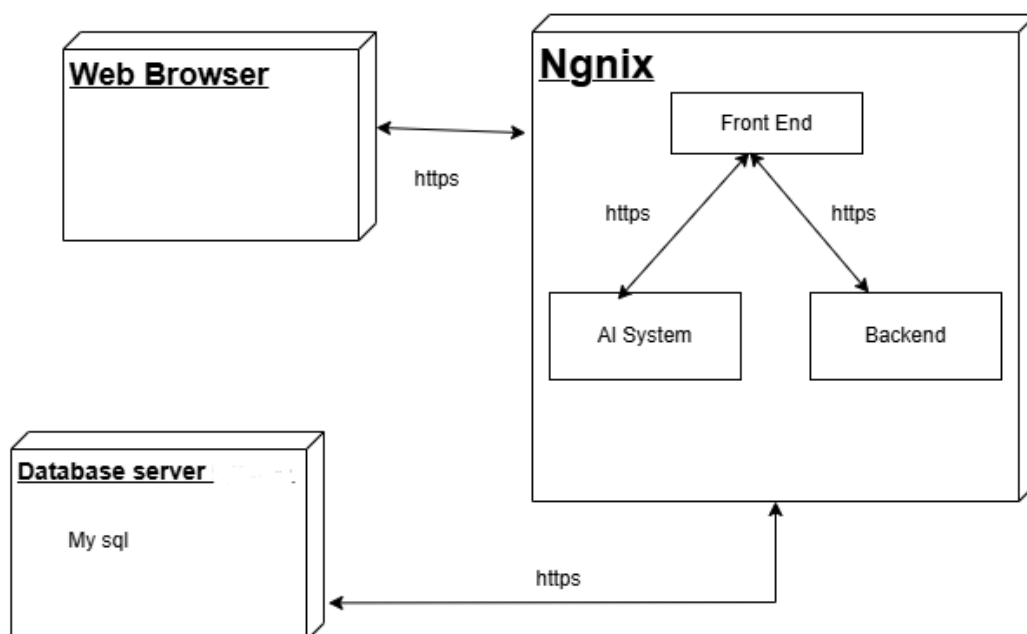 Web Browser
https
Ngnix
Front End
https
https
AI System
Backend
Database server
My sql
https